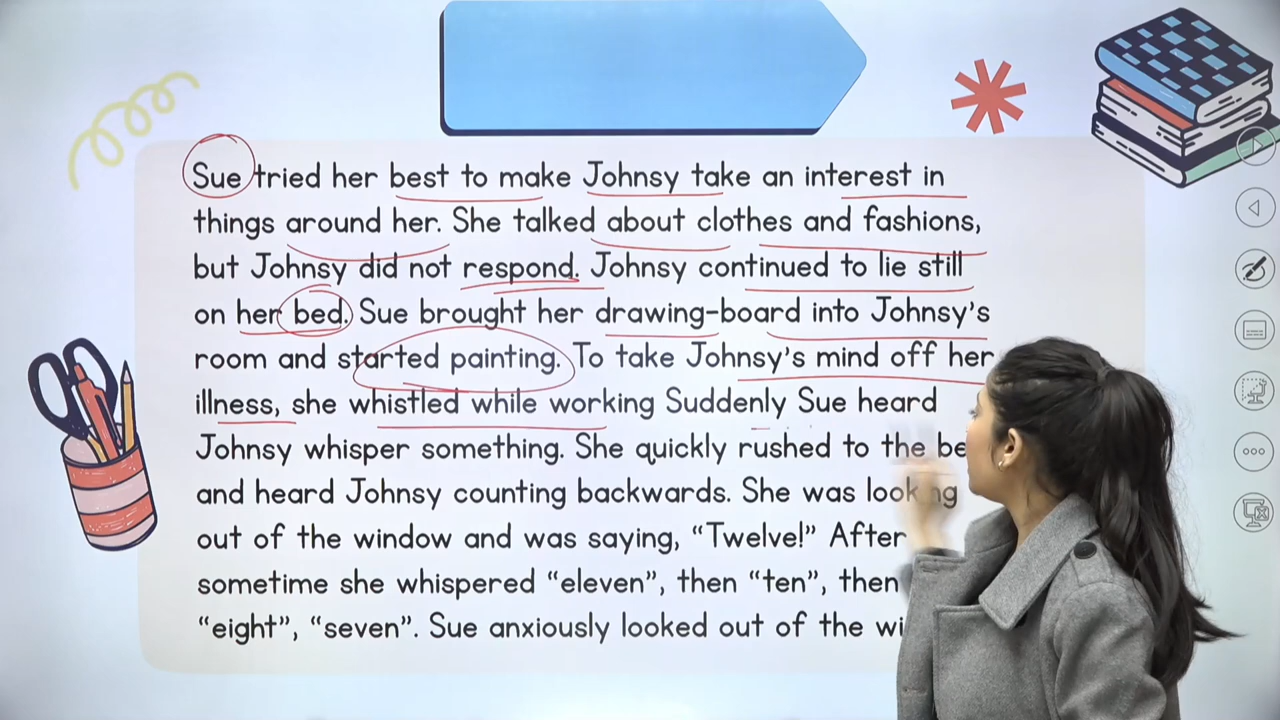 Sue tried her best to make Johnsy take an interest in
things around her. She talked about clothes and fashions,
but Johnsy did not respond. Johnsy continued to lie still
on her bed. Sue brought her drawing-board into Johnsy's
room and started painting. To take Johnsy's mind off her
illness, she whistled while working Suddenly Sue heard
Johnsy whisper something. She quickly rushed to the
and heard Johnsy counting backwards. She was looking
out of the window and was saying, “Twelve!” After
sometime she whispered “eleven”, then “ten”, then
“eight”, “seven”. Sue anxiously looked out of the